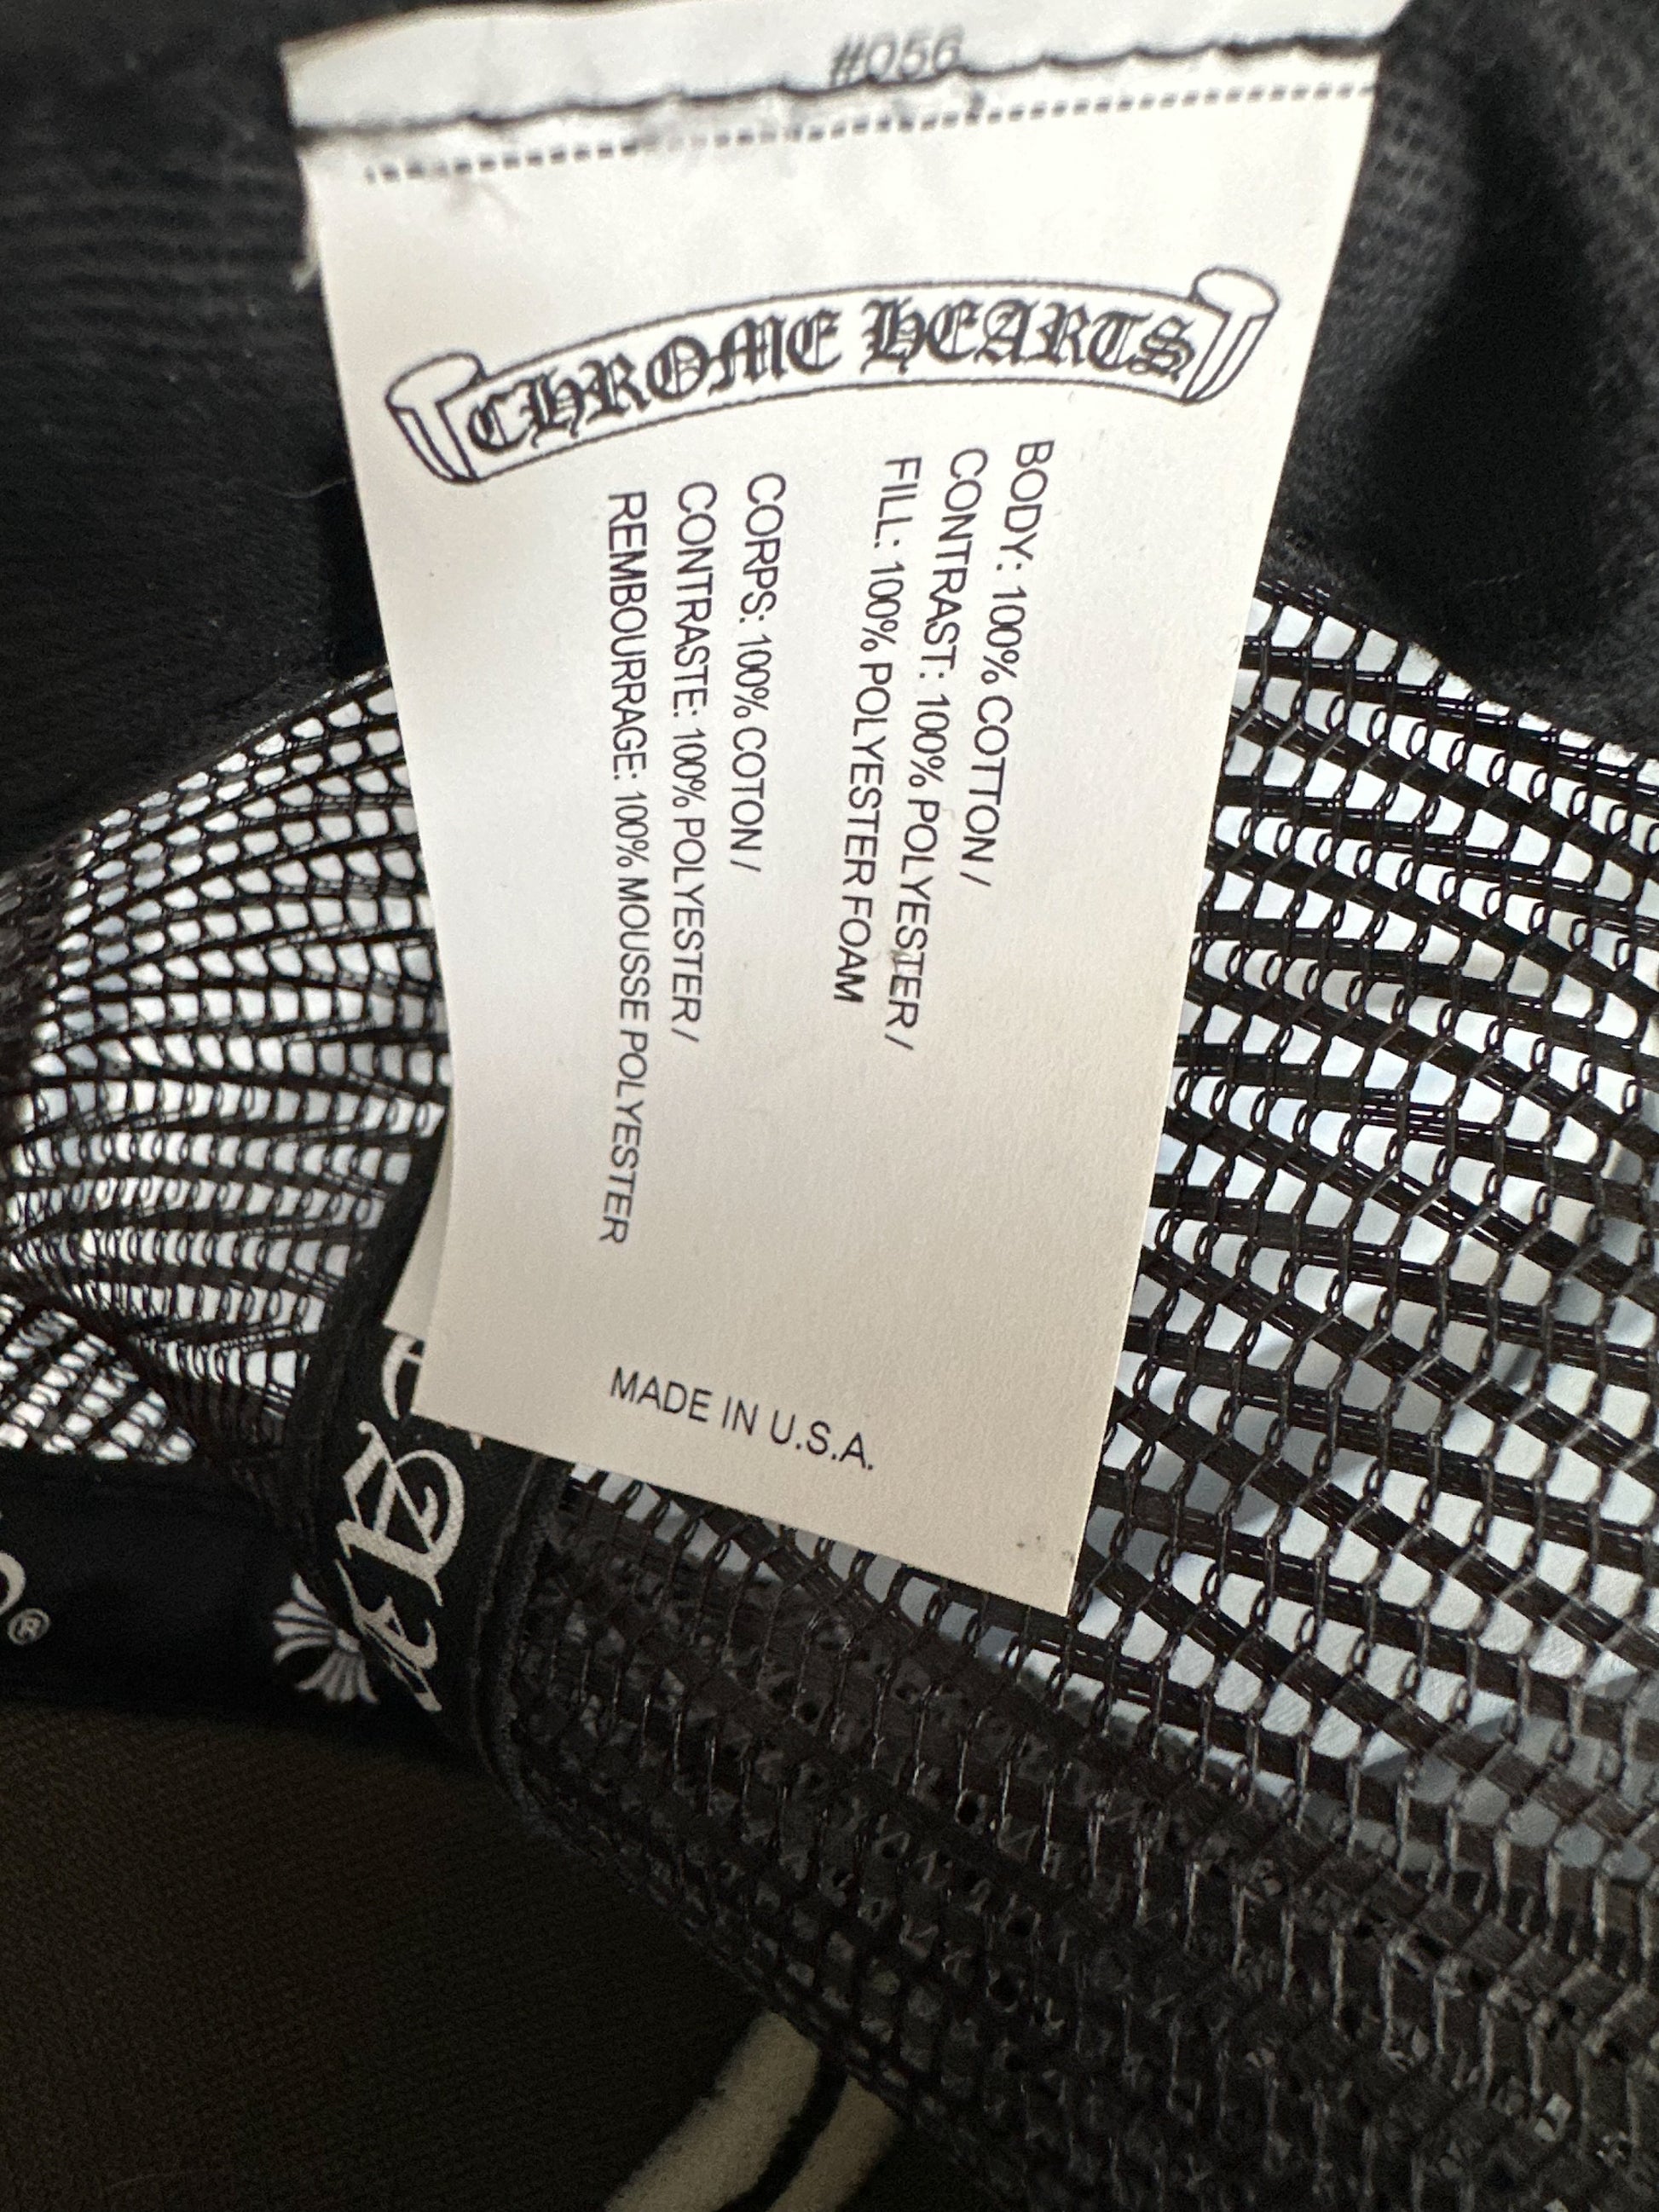 #056
CHROME HEARTS
BODY: 100% COTTON /
CONTRAST: 100% POLYESTER /
FILL: 100% POLYESTER FOAM
CORPS: 100% COTON /
CONTRASTE: 100% POLYESTER /
REMBOURRAGE: 100% MOUSSE POLYESTER
MADE IN U.S.A.
®